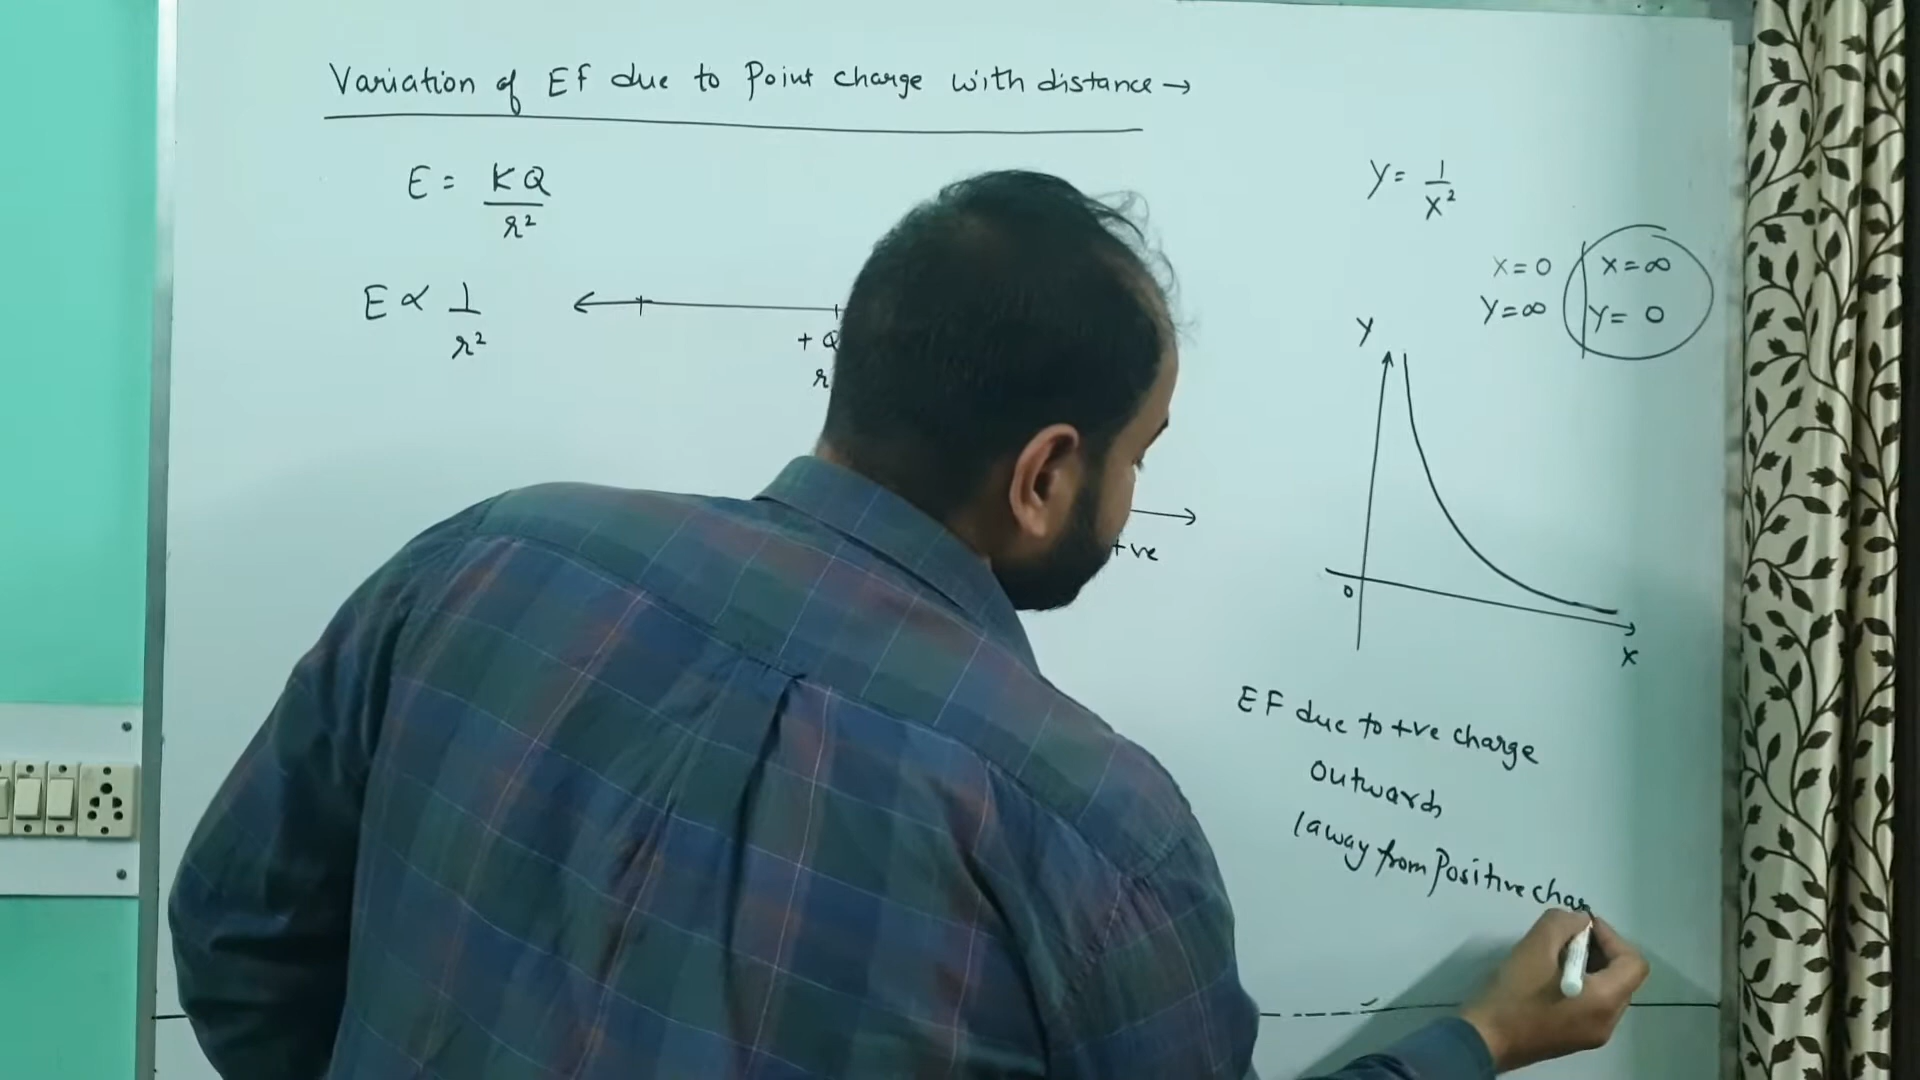 Variation of EF due to Point charge with distance →
E = KQ / r²
E ∝ 1 / r²
+ Q
r
+ve
Y = 1 / X²
X = 0 | X = ∞
Y = ∞ | Y = 0
Y
0
X
EF due to +ve charge
outwards
(away from Positive char